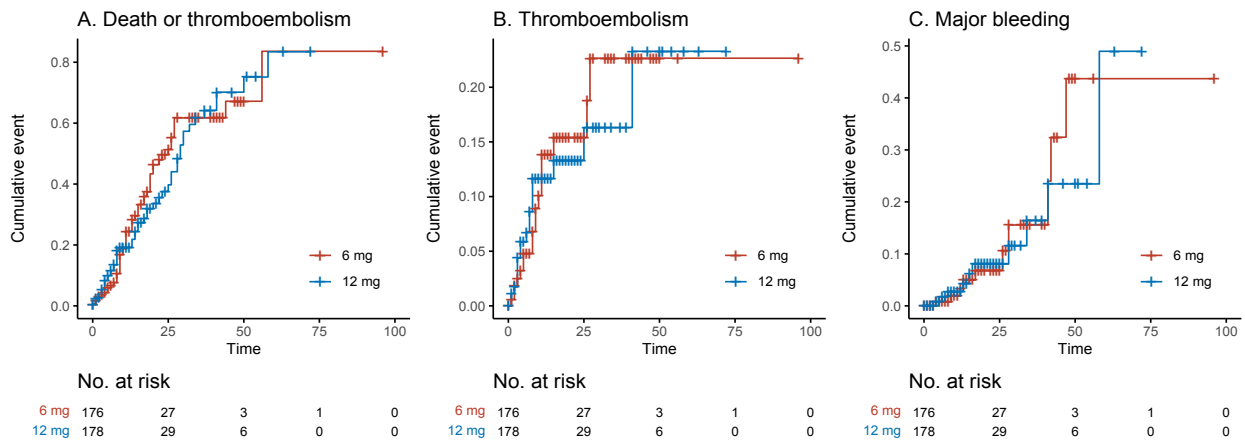 A. Death or thromboembolism
Cumulative event
0.8
0.6
0.4
0.2
0.0
6 mg
12 mg
0 25 50 75 100
Time
No. at risk
6 mg 176 27 3 1 0
12 mg 178 29 6 0 0
B. Thromboembolism
Cumulative event
0.20
0.15
0.10
0.05
0.00
6 mg
12 mg
0 25 50 75 100
Time
No. at risk
6 mg 176 27 3 1 0
12 mg 178 29 6 0 0
C. Major bleeding
Cumulative event
0.5
0.4
0.3
0.2
0.1
0.0
6 mg
12 mg
0 25 50 75 100
Time
No. at risk
6 mg 176 27 3 1 0
12 mg 178 29 6 0 0